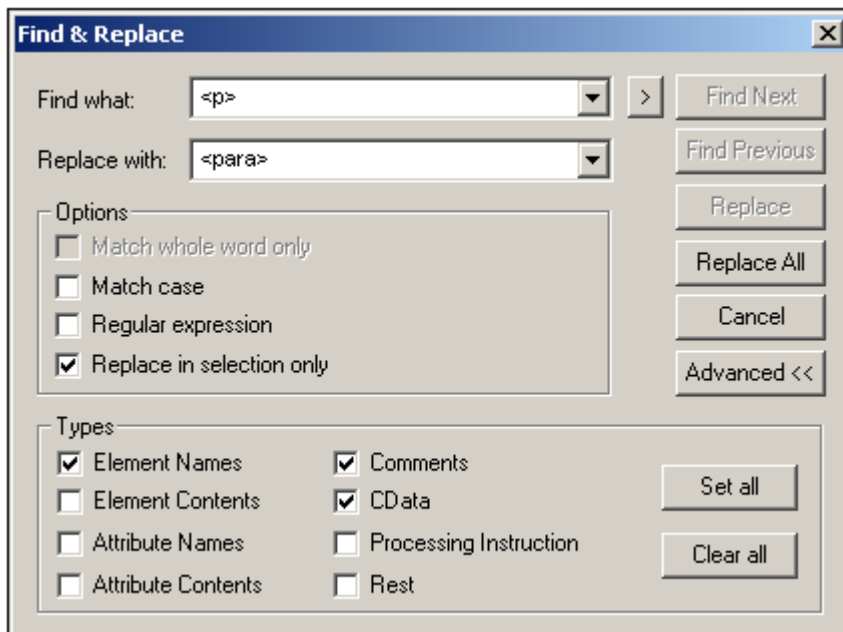 Find & Replace
Find what: <p> > Find Next
Replace with: <para> Find Previous
Options Replace
Match whole word only
Match case Replace All
Regular expression Cancel
Replace in selection only Advanced <<
Types
Element Names Comments
Element Contents CData Set all
Attribute Names Processing Instruction
Attribute Contents Rest Clear all